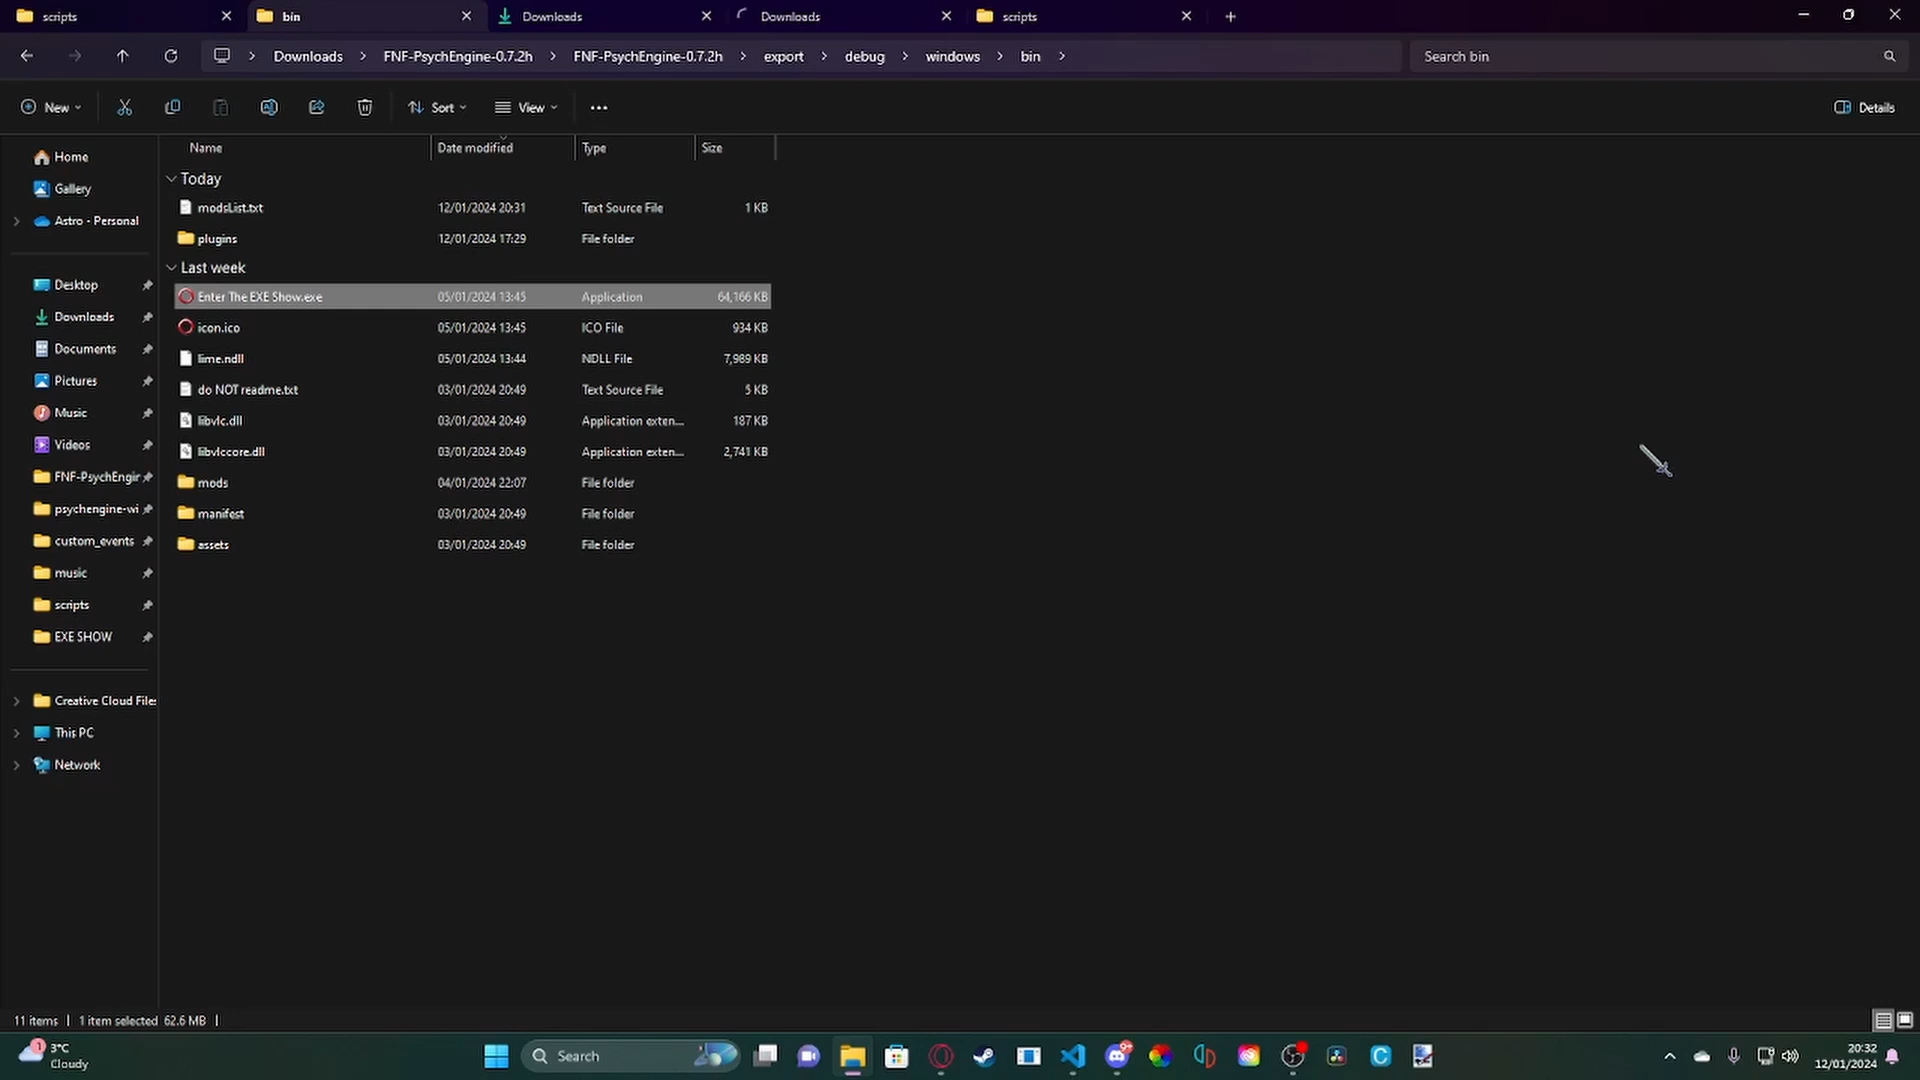 scripts
bin
Downloads
Downloads
scripts
Downloads
FNF-PsychEngine-0.7.2h
FNF-PsychEngine-0.7.2h
export
debug
windows
bin
Search bin
New
Sort
View
Details
Name
Date modified
Type
Size
Today
modsList.txt 12/01/2024 20:31 Text Source File 1 KB
plugins 12/01/2024 17:29 File folder
Last week
Enter The EXE Show.exe 05/01/2024 13:45 Application 64,166 KB
icon.ico 05/01/2024 13:45 ICO File 934 KB
lime.ndll 05/01/2024 13:44 NDLL File 7,989 KB
do NOT readme.txt 03/01/2024 20:49 Text Source File 5 KB
libvlc.dll 03/01/2024 20:49 Application exten... 187 KB
libvlccore.dll 03/01/2024 20:49 Application exten... 2,741 KB
mods 04/01/2024 22:07 File folder
manifest 03/01/2024 20:49 File folder
assets 03/01/2024 20:49 File folder
Home
Gallery
Astro - Personal
Desktop
Downloads
Documents
Pictures
Music
Videos
FNF-PsychEngir
psychengine-wi
custom_events
music
scripts
EXE SHOW
Creative Cloud Files
This PC
Network
11 items
1 item selected 62.6 MB
1
3°C
Cloudy
Search
9+
20:32
12/01/2024